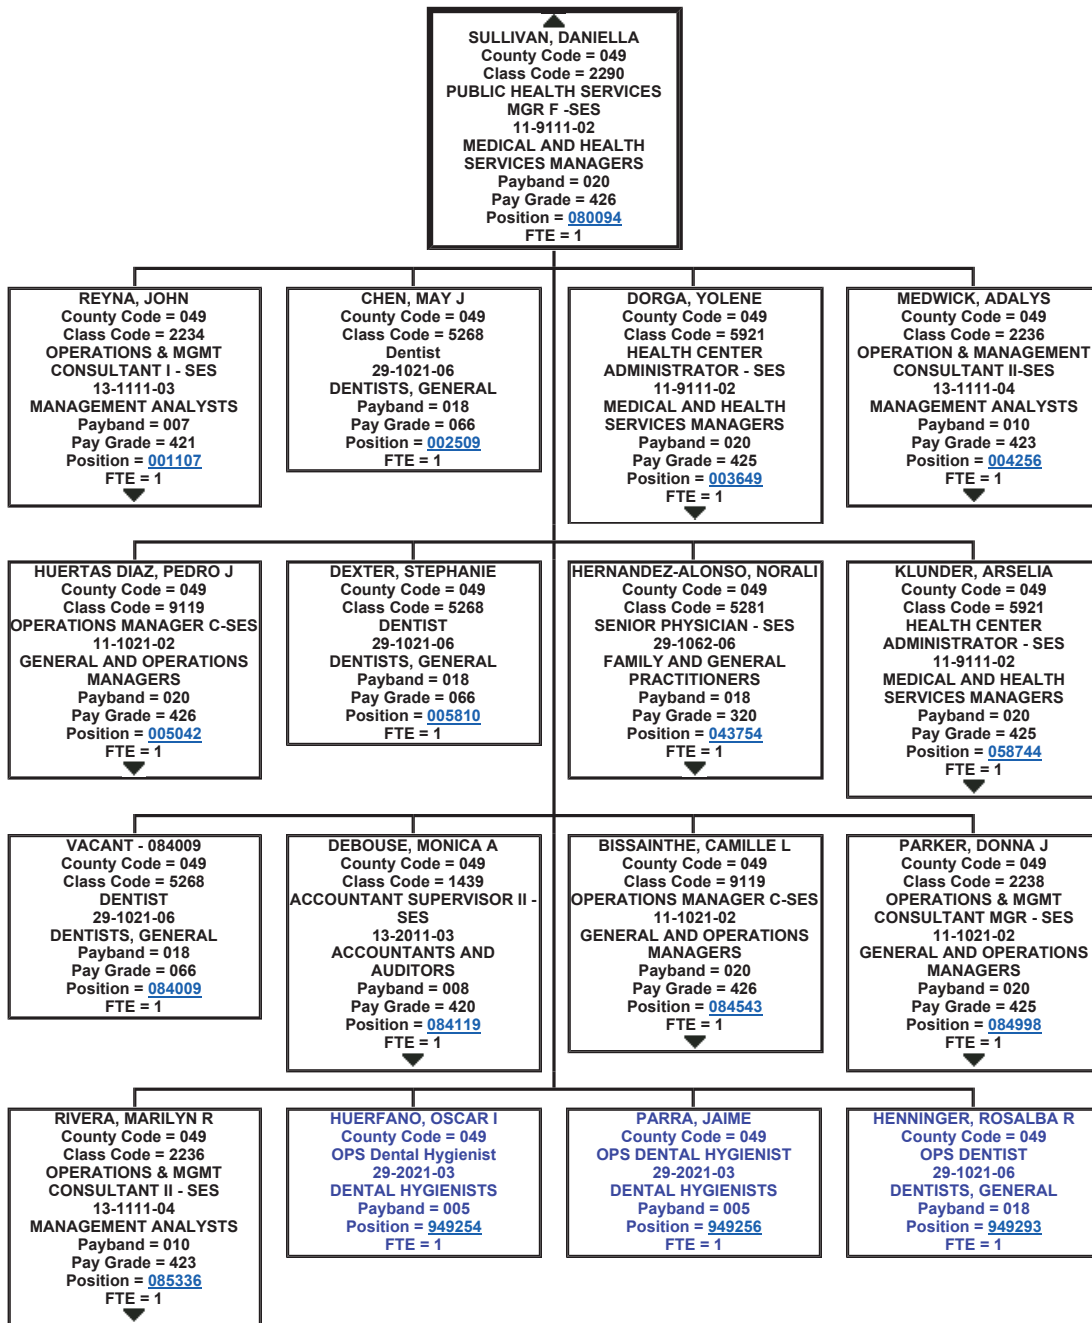 SULLIVAN, DANIELLA
County Code = 049
Class Code = 2290
PUBLIC HEALTH SERVICES
MGR F -SES
11-9111-02
MEDICAL AND HEALTH
SERVICES MANAGERS
Payband = 020
Pay Grade = 426
Position = 080094
FTE = 1
REYNA, JOHN
County Code = 049
Class Code = 2234
OPERATIONS & MGMT
CONSULTANT I - SES
13-1111-03
MANAGEMENT ANALYSTS
Payband = 007
Pay Grade = 421
Position = 001107
FTE = 1
CHEN, MAY J
County Code = 049
Class Code = 5268
Dentist
29-1021-06
DENTISTS, GENERAL
Payband = 018
Pay Grade = 066
Position = 002509
FTE = 1
DORGA, YOLENE
County Code = 049
Class Code = 5921
HEALTH CENTER
ADMINISTRATOR - SES
11-9111-02
MEDICAL AND HEALTH
SERVICES MANAGERS
Payband = 020
Pay Grade = 425
Position = 003649
FTE = 1
MEDWICK, ADALYS
County Code = 049
Class Code = 2236
OPERATION & MANAGEMENT
CONSULTANT II-SES
13-1111-04
MANAGEMENT ANALYSTS
Payband = 010
Pay Grade = 423
Position = 004256
FTE = 1
HUERTAS DIAZ, PEDRO J
County Code = 049
Class Code = 9119
OPERATIONS MANAGER C-SES
11-1021-02
GENERAL AND OPERATIONS
MANAGERS
Payband = 020
Pay Grade = 426
Position = 005042
FTE = 1
DEXTER, STEPHANIE
County Code = 049
Class Code = 5268
DENTIST
29-1021-06
DENTISTS, GENERAL
Payband = 018
Pay Grade = 066
Position = 005810
FTE = 1
HERNANDEZ-ALONSO, NORALI
County Code = 049
Class Code = 5281
SENIOR PHYSICIAN - SES
29-1062-06
FAMILY AND GENERAL
PRACTITIONERS
Payband = 018
Pay Grade = 320
Position = 043754
FTE = 1
KLUNDER, ARSELIA
County Code = 049
Class Code = 5921
HEALTH CENTER
ADMINISTRATOR - SES
11-9111-02
MEDICAL AND HEALTH
SERVICES MANAGERS
Payband = 020
Pay Grade = 425
Position = 058744
FTE = 1
VACANT - 084009
County Code = 049
Class Code = 5268
DENTIST
29-1021-06
DENTISTS, GENERAL
Payband = 018
Pay Grade = 066
Position = 084009
FTE = 1
DEBOUSE, MONICA A
County Code = 049
Class Code = 1439
ACCOUNTANT SUPERVISOR II -
SES
13-2011-03
ACCOUNTANTS AND
AUDITORS
Payband = 008
Pay Grade = 420
Position = 084119
FTE = 1
BISSAINTHE, CAMILLE L
County Code = 049
Class Code = 9119
OPERATIONS MANAGER C-SES
11-1021-02
GENERAL AND OPERATIONS
MANAGERS
Payband = 020
Pay Grade = 426
Position = 084543
FTE = 1
PARKER, DONNA J
County Code = 049
Class Code = 2238
OPERATIONS & MGMT
CONSULTANT MGR - SES
11-1021-02
GENERAL AND OPERATIONS
MANAGERS
Payband = 020
Pay Grade = 425
Position = 084998
FTE = 1
RIVERA, MARILYN R
County Code = 049
Class Code = 2236
OPERATIONS & MGMT
CONSULTANT II - SES
13-1111-04
MANAGEMENT ANALYSTS
Payband = 010
Pay Grade = 423
Position = 085336
FTE = 1
HUERFANO, OSCAR I
County Code = 049
OPS Dental Hygienist
29-2021-03
DENTAL HYGIENISTS
Payband = 005
Position = 949254
FTE = 1
PARRA, JAIME
County Code = 049
OPS DENTAL HYGIENIST
29-2021-03
DENTAL HYGIENISTS
Payband = 005
Position = 949256
FTE = 1
HENNINGER, ROSALBA R
County Code = 049
OPS DENTIST
29-1021-06
DENTISTS, GENERAL
Payband = 018
Position = 949293
FTE = 1